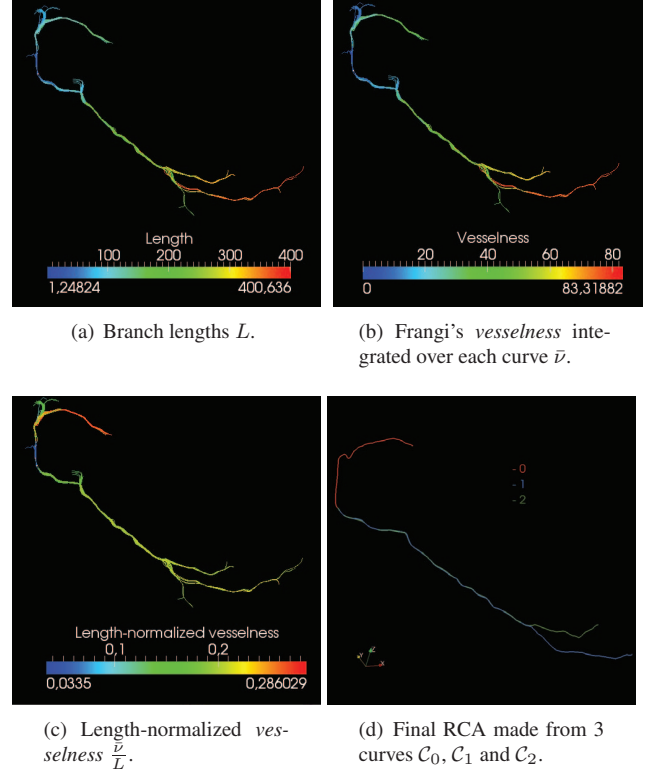 Length
100 200 300 400
1,24824 400,636
Vesselness
0 20 40 60 80
0 83,31882
(a) Branch lengths L.
(b) Frangi's vesselness inte-
grated over each curve ν̄.
Length-normalized vesselness
0,1 0,2
0,0335 0,286029
- 0
- 1
- 2
Y Z X
(c) Length-normalized ves-
selness ν̄/L.
(d) Final RCA made from 3
curves C₀, C₁ and C₂.